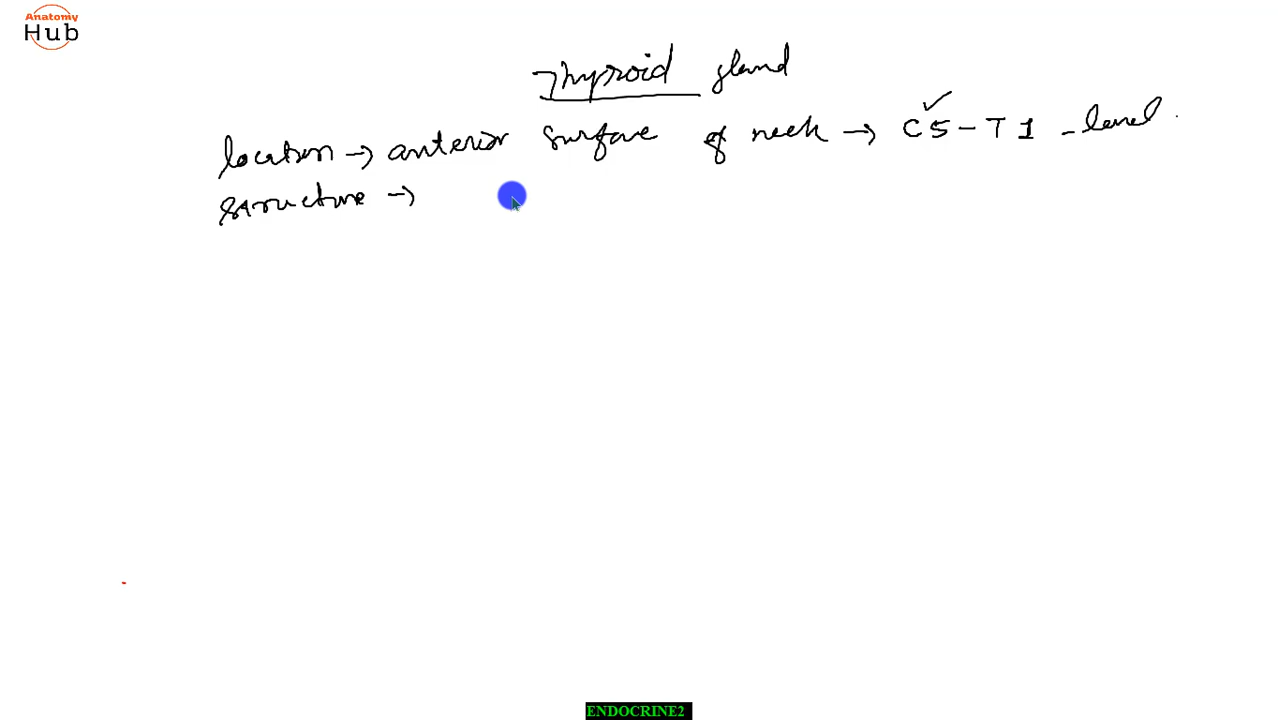 Anatomy
Hub
Thyroid gland
location → anterior surface of neck → C5 - T1 - level
structure →
ENDOCRINE2